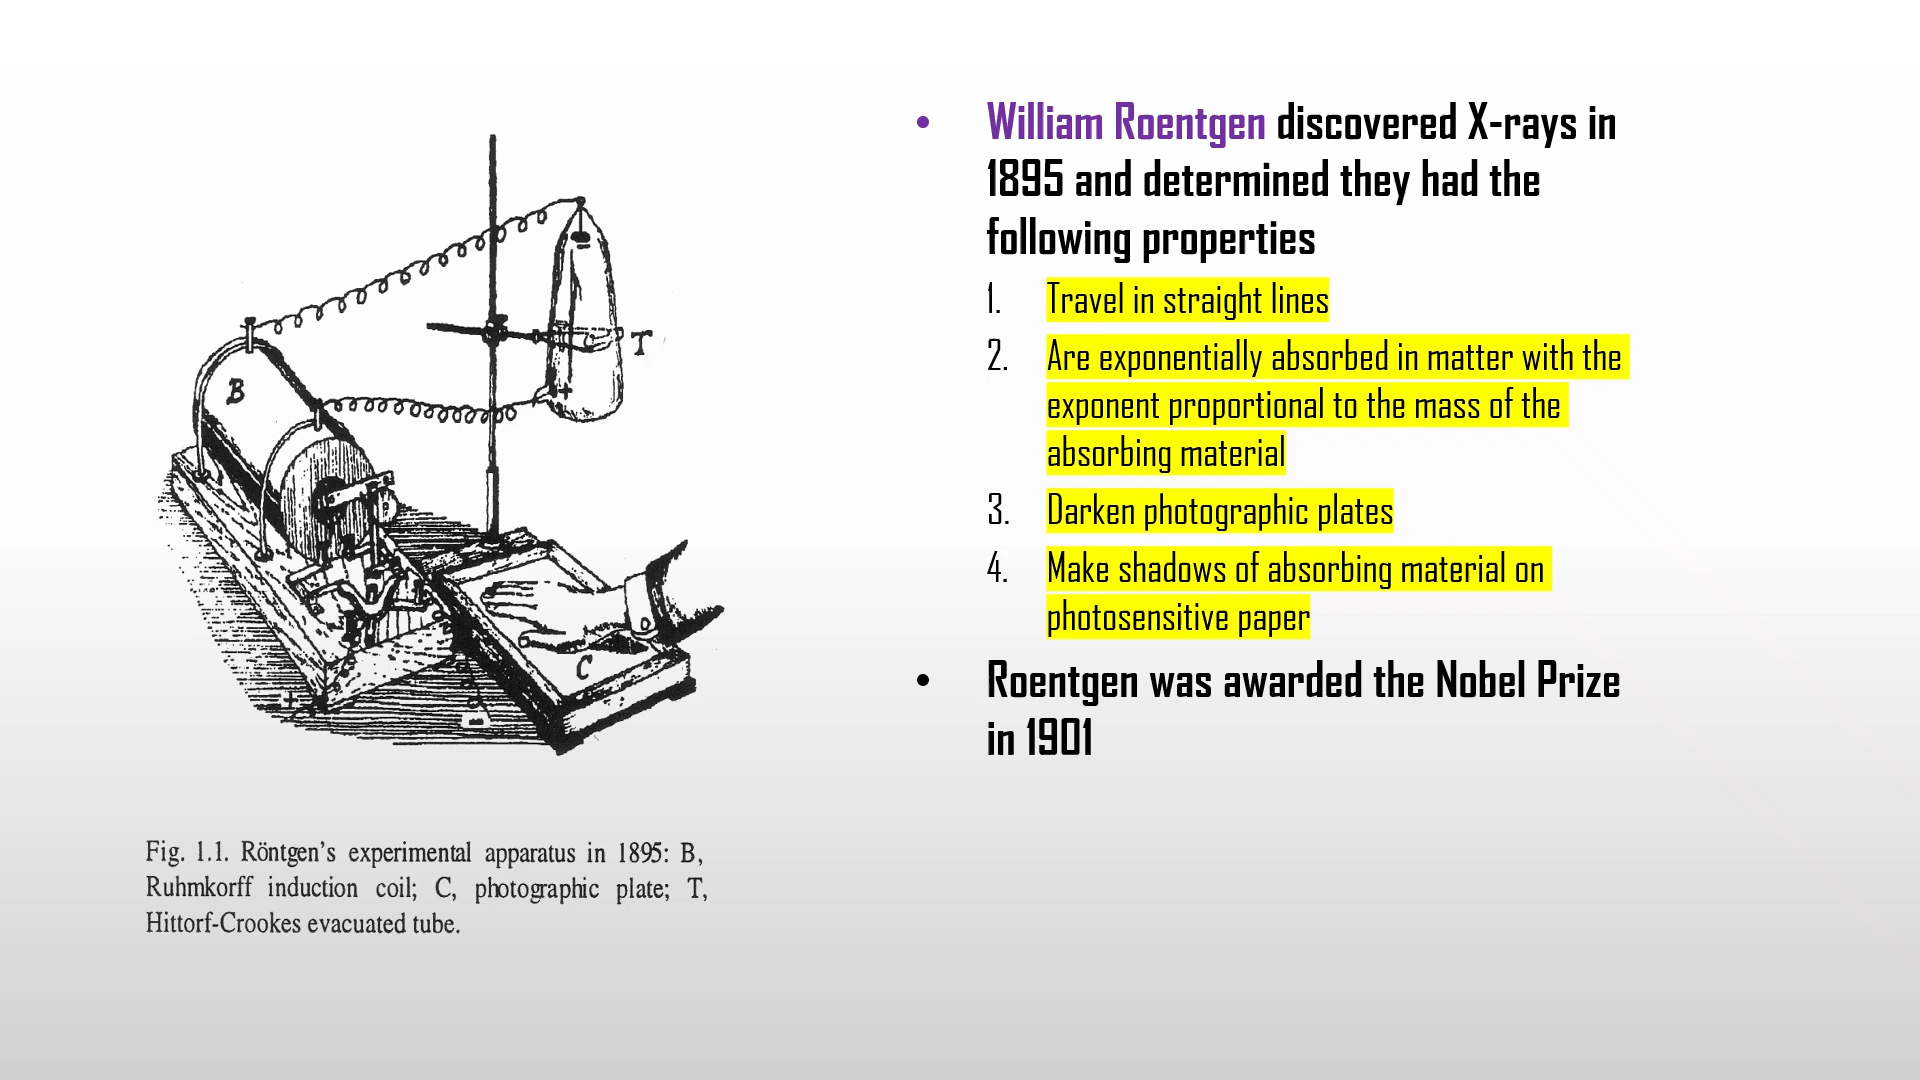 • William Roentgen discovered X-rays in
1895 and determined they had the
following properties
1. Travel in straight lines
2. Are exponentially absorbed in matter with the
exponent proportional to the mass of the
absorbing material
3. Darken photographic plates
4. Make shadows of absorbing material on
photosensitive paper
• Roentgen was awarded the Nobel Prize
in 1901
T
B
C
+
+
Fig. 1.1. Röntgen's experimental apparatus in 1895: B,
Ruhmkorff induction coil; C, photographic plate; T,
Hittorf-Crookes evacuated tube.